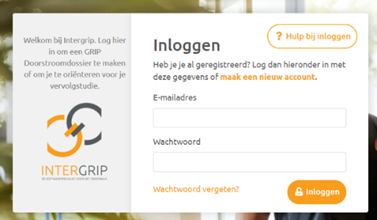 Welkom bij Intergrip. Log hier
in om een GRIP
Doorstroomdossier te maken
of om je te oriënteren voor je
vervolgstudie.
INTERGRIP
Inloggen
? Hulp bij inloggen
Heb je je al geregistreerd? Log dan hieronder in met
deze gegevens of maak een nieuw account.
E-mailadres
Wachtwoord
Wachtwoord vergeten?
Inloggen